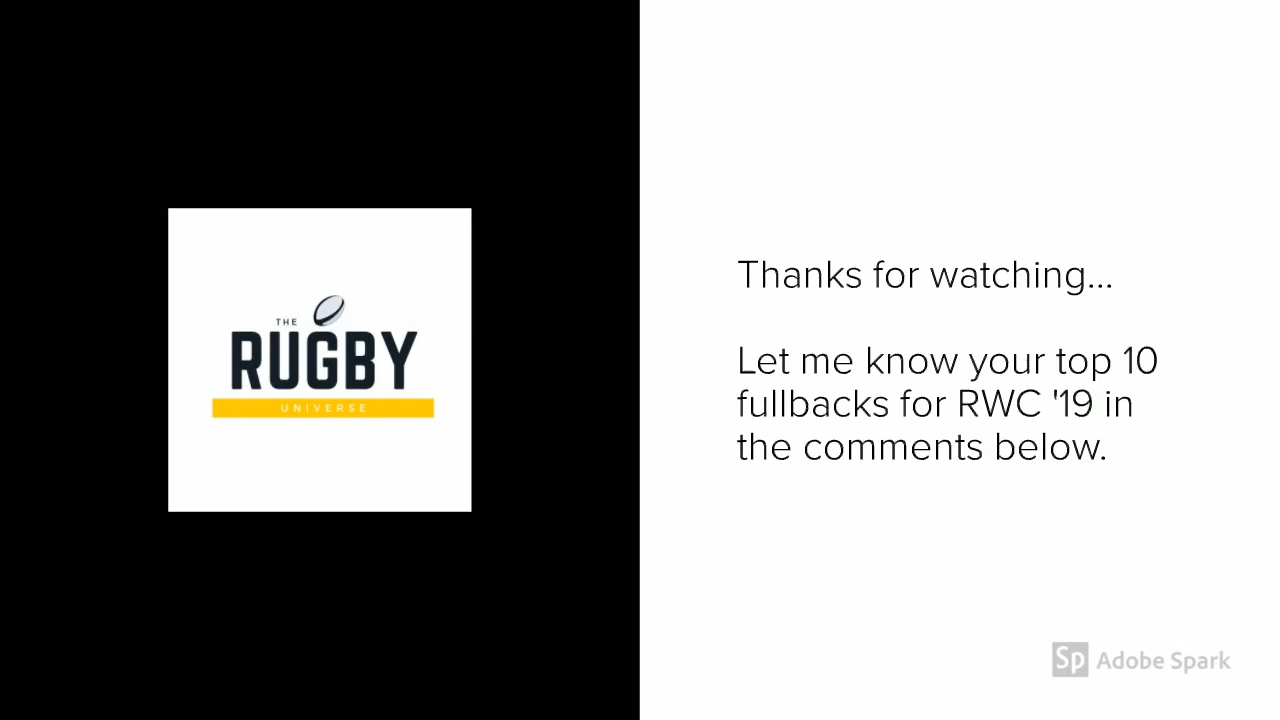 THE
RUGBY
UNIVERSE
Thanks for watching...
Let me know your top 10
fullbacks for RWC '19 in
the comments below.
Sp Adobe Spark